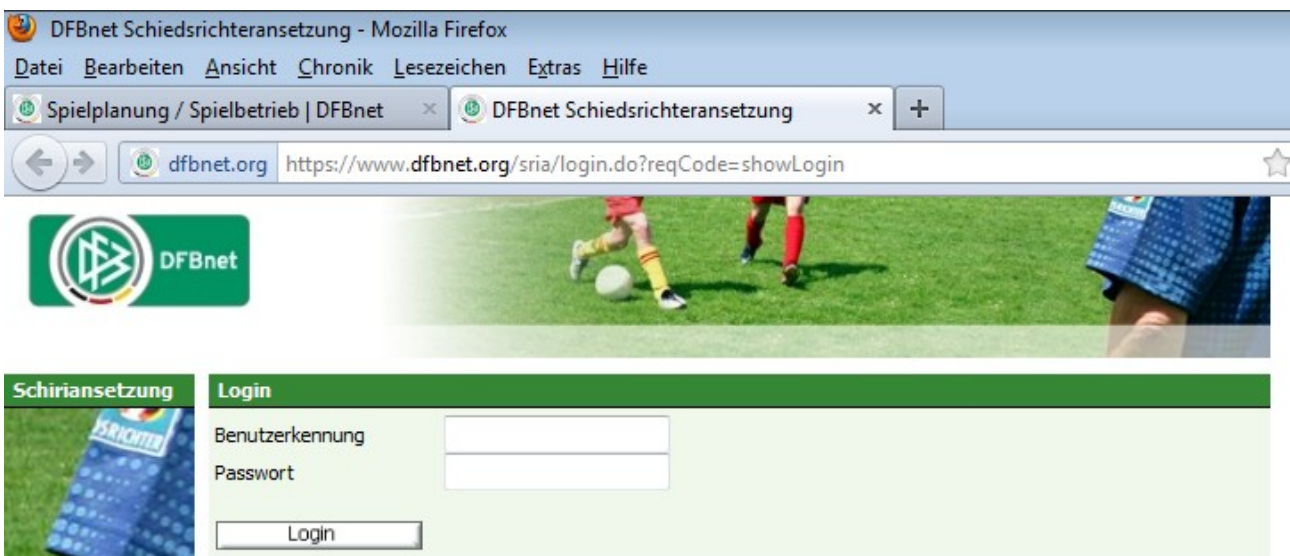 DFBnet Schiedsrichteransetzung - Mozilla Firefox
Datei Bearbeiten Ansicht Chronik Lesezeichen Extras Hilfe
Spielplanung / Spielbetrieb | DFBnet × DFBnet Schiedsrichteransetzung × +
dfbnet.org https://www.dfbnet.org/sria/login.do?reqCode=showLogin
DFBnet
Schiriansetzung Login
Benutzerkennung
Passwort
Login